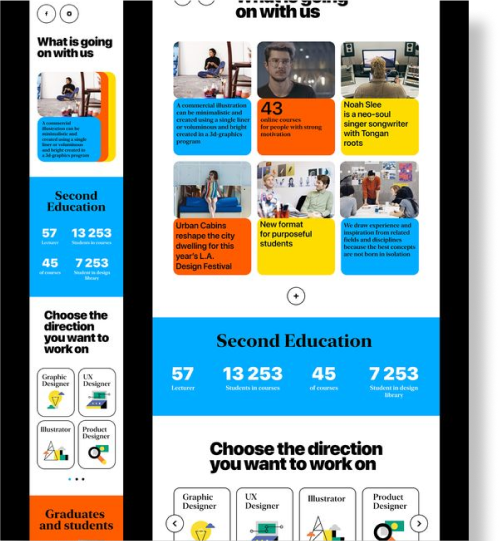 What is going
on with us
A commercial
illustration can be
minimalistic and
created using a single
liner or voluminous
and bright created in
a 3d-graphics program
Second
Education
57
Lecturer
13 253
Students in courses
45
of courses
7 253
Student in design
library
Choose the
direction
you want to
work on
Graphic
Designer
UX
Designer
Illustrator
Product
Designer
Graduates
and students
What is going
on with us
A commercial illustration
can be minimalistic and
created using a single liner
or voluminous and bright
created in a 3d-graphics
program
43
online courses
for people with strong
motivation
Noah Slee
is a neo-soul
singer songwriter
with Tongan
roots
Urban Cabins
reshape the city
dwelling for this
year's L.A.
Design Festival
New format
for purposeful
students
We draw experience and
inspiration from related
fields and disciplines
because the best concepts
are not born in isolation
Second Education
57
Lecturer
13 253
Students in courses
45
of courses
7 253
Student in design
library
Choose the direction
you want to work on
Graphic
Designer
UX
Designer
Illustrator
Product
Designer